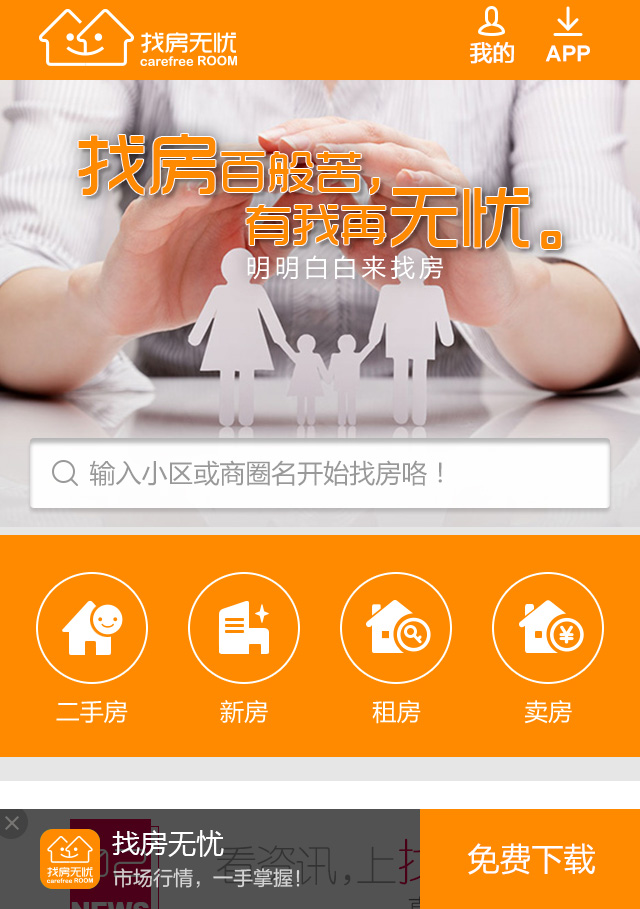 找房无忧
carefree ROOM
我的
APP
找房百般苦，
有我再无忧。
明明白白来找房
输入小区或商圈名开始找房咯！
二手房
新房
租房
卖房
找房无忧
市场行情，一手掌握！
找房无忧
carefree ROOM
看资讯，上找
NEWS
免费下载